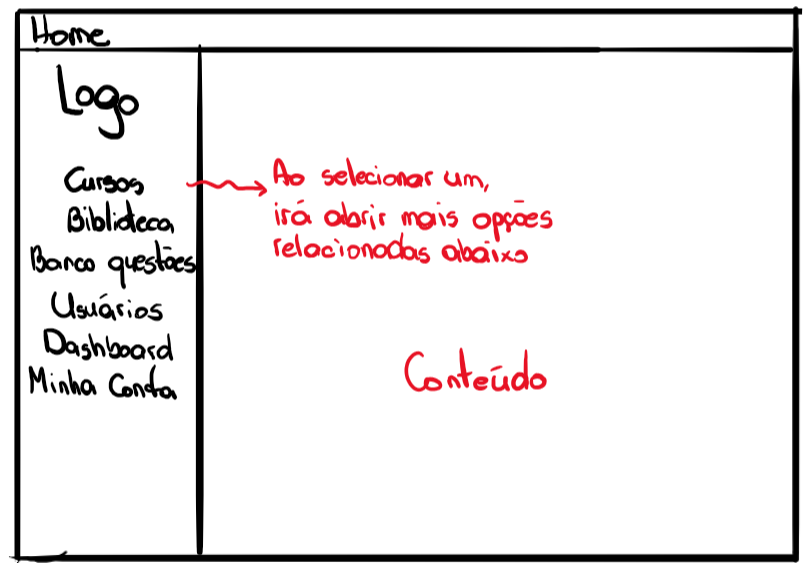 Home
Logo
Cursos
Biblioteca
Banco questões
Usuários
Dashboard
Minha Conta
Ao selecionar um,
irá abrir mais opções
relacionadas abaixo
Conteúdo